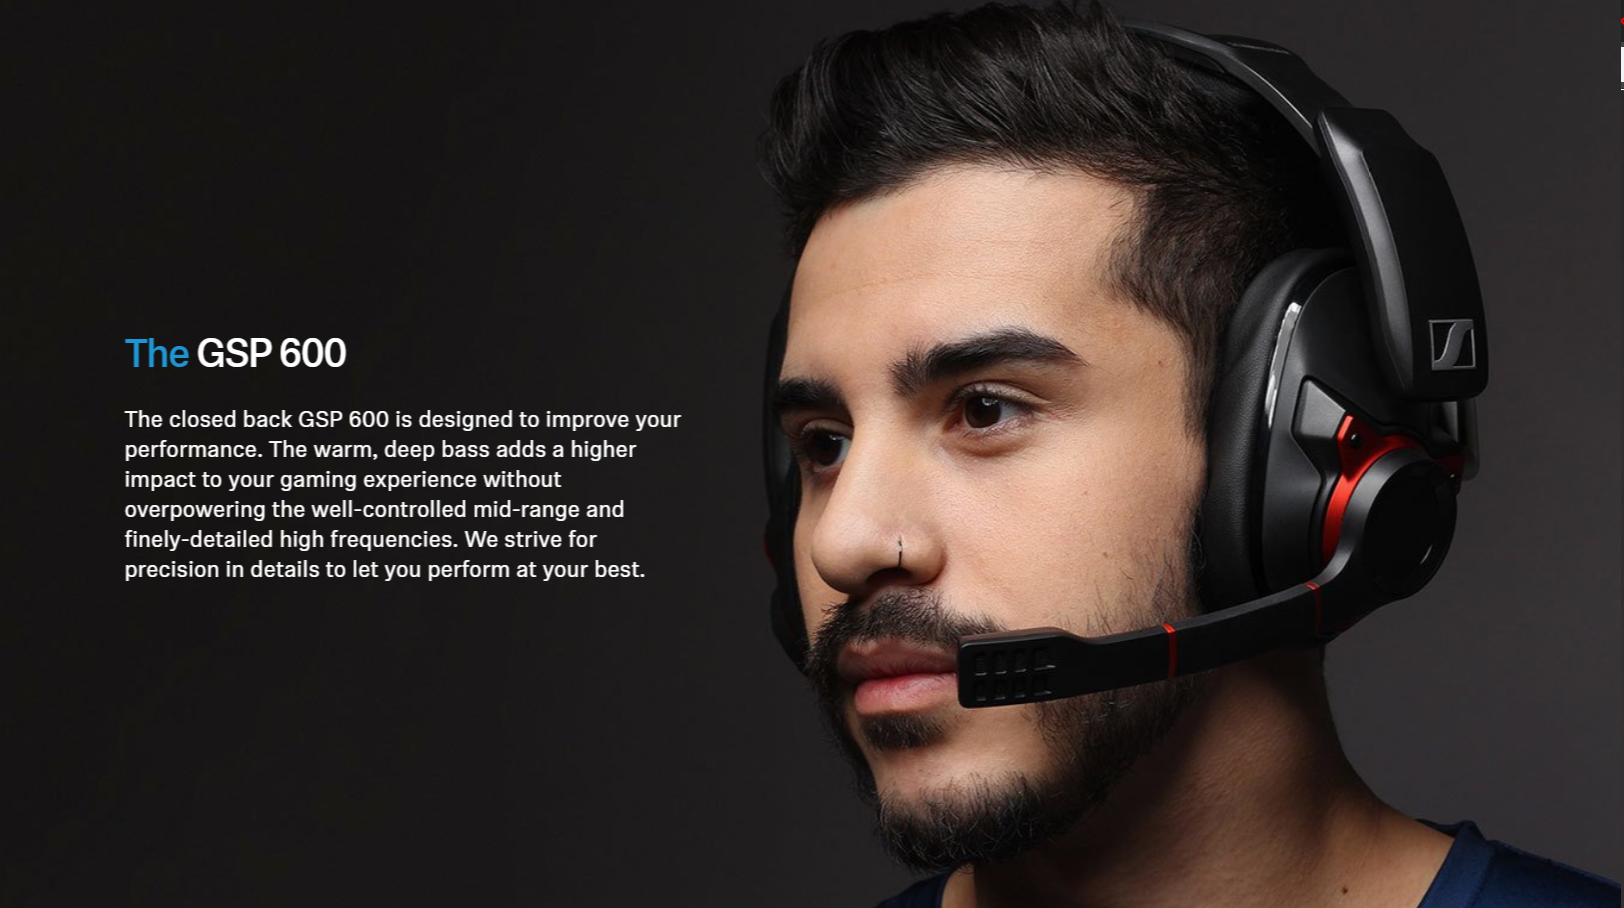 The GSP 600
The closed back GSP 600 is designed to improve your
performance. The warm, deep bass adds a higher
impact to your gaming experience without
overpowering the well-controlled mid-range and
finely-detailed high frequencies. We strive for
precision in details to let you perform at your best.